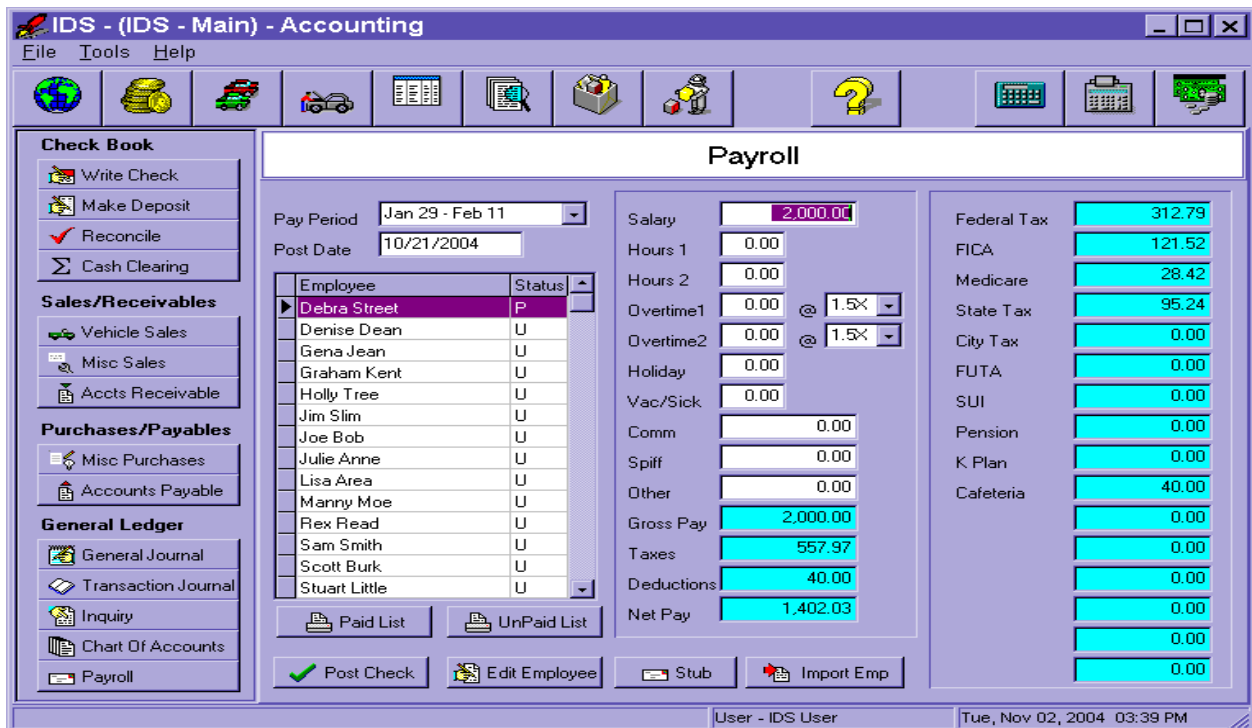 IDS - (IDS - Main) - Accounting
File Tools Help
Check Book
Write Check
Make Deposit
Reconcile
Cash Clearing
Sales/Receivables
Vehicle Sales
Misc Sales
Accts Receivable
Purchases/Payables
Misc Purchases
Accounts Payable
General Ledger
General Journal
Transaction Journal
Inquiry
Chart Of Accounts
Payroll
Payroll
Pay Period Jan 29 - Feb 11
Post Date 10/21/2004
Employee Status
Debra Street P
Denise Dean U
Gena Jean U
Graham Kent U
Holly Tree U
Jim Slim U
Joe Bob U
Julie Anne U
Lisa Area U
Manny Moe U
Rex Read U
Sam Smith U
Scott Burk U
Stuart Little U
Paid List UnPaid List
Post Check Edit Employee Stub Import Emp
Salary 2,000.00
Hours 1 0.00
Hours 2 0.00
Overtime1 0.00 @ 1.5X
Overtime2 0.00 @ 1.5X
Holiday 0.00
Vac/Sick 0.00
Comm 0.00
Spiff 0.00
Other 0.00
Gross Pay 2,000.00
Taxes 557.97
Deductions 40.00
Net Pay 1,402.03
Federal Tax 312.79
FICA 121.52
Medicare 28.42
State Tax 95.24
City Tax 0.00
FUTA 0.00
SUI 0.00
Pension 0.00
K Plan 0.00
Cafeteria 40.00
0.00
0.00
0.00
0.00
0.00
0.00
User - IDS User Tue, Nov 02, 2004 03:39 PM